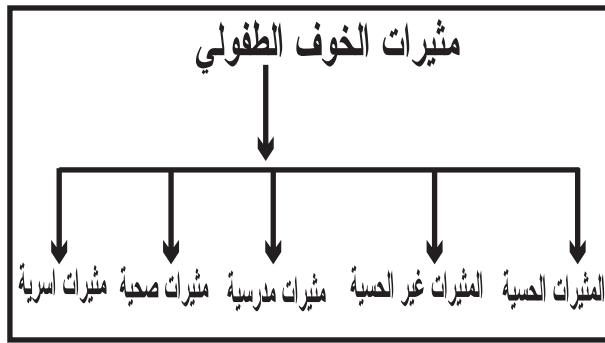 مثيرات الخوف الطفولي
المثيرات الحسية
المثيرات غير الحسية
مثيرات مدرسية
مثيرات صحية
مثيرات اسرية